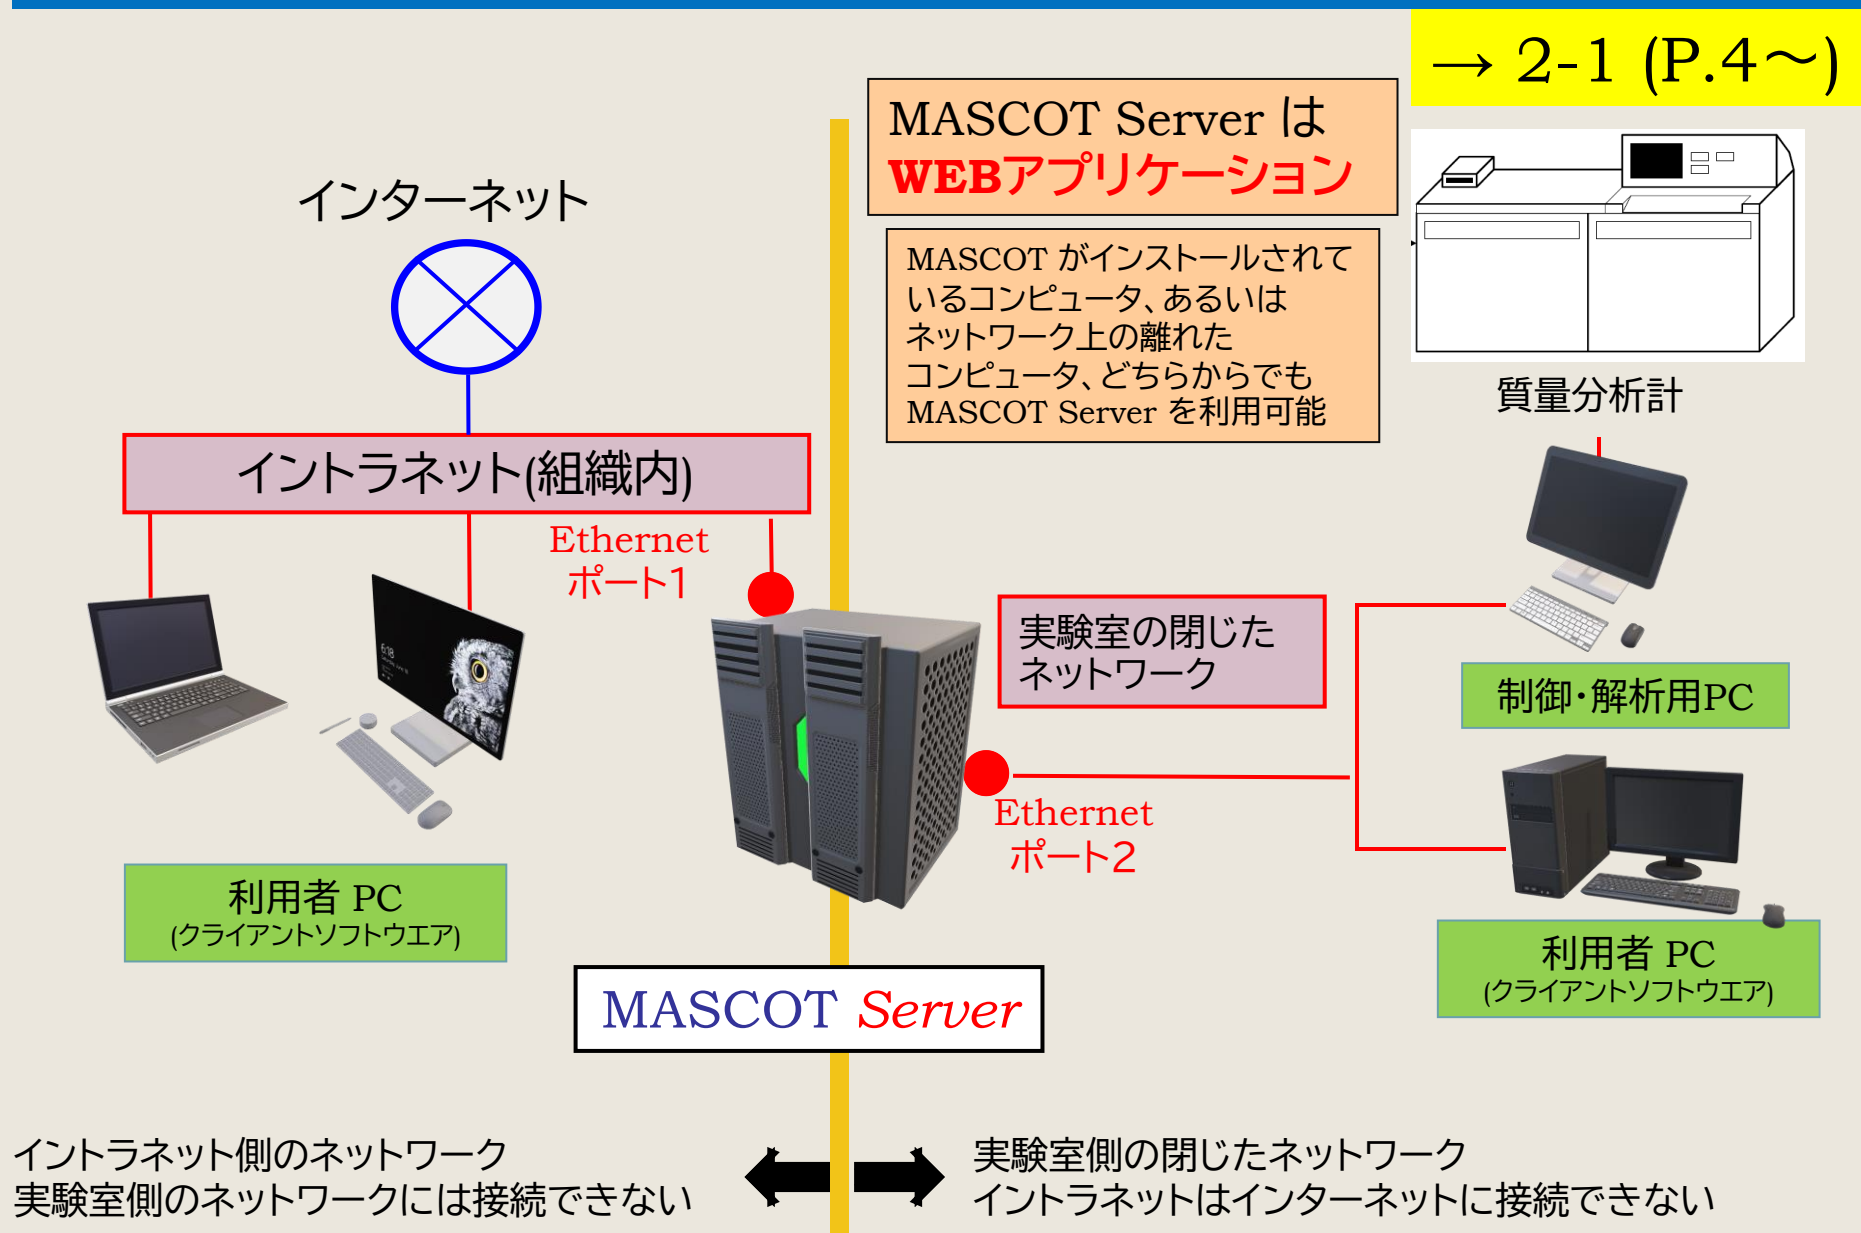 → 2-1 (P.4～)
MASCOT Server は
WEBアプリケーション
MASCOT がインストールされて
いるコンピュータ、あるいは
ネットワーク上の離れた
コンピュータ、どちらからでも
MASCOT Server を利用可能
インターネット
質量分析計
イントラネット(組織内)
Ethernet
ポート1
実験室の閉じた
ネットワーク
制御・解析用PC
6:18
Ethernet
ポート2
利用者 PC
(クライアントソフトウエア)
利用者 PC
(クライアントソフトウエア)
MASCOT Server
イントラネット側のネットワーク
実験室側のネットワークには接続できない
実験室側の閉じたネットワーク
イントラネットはインターネットに接続できない